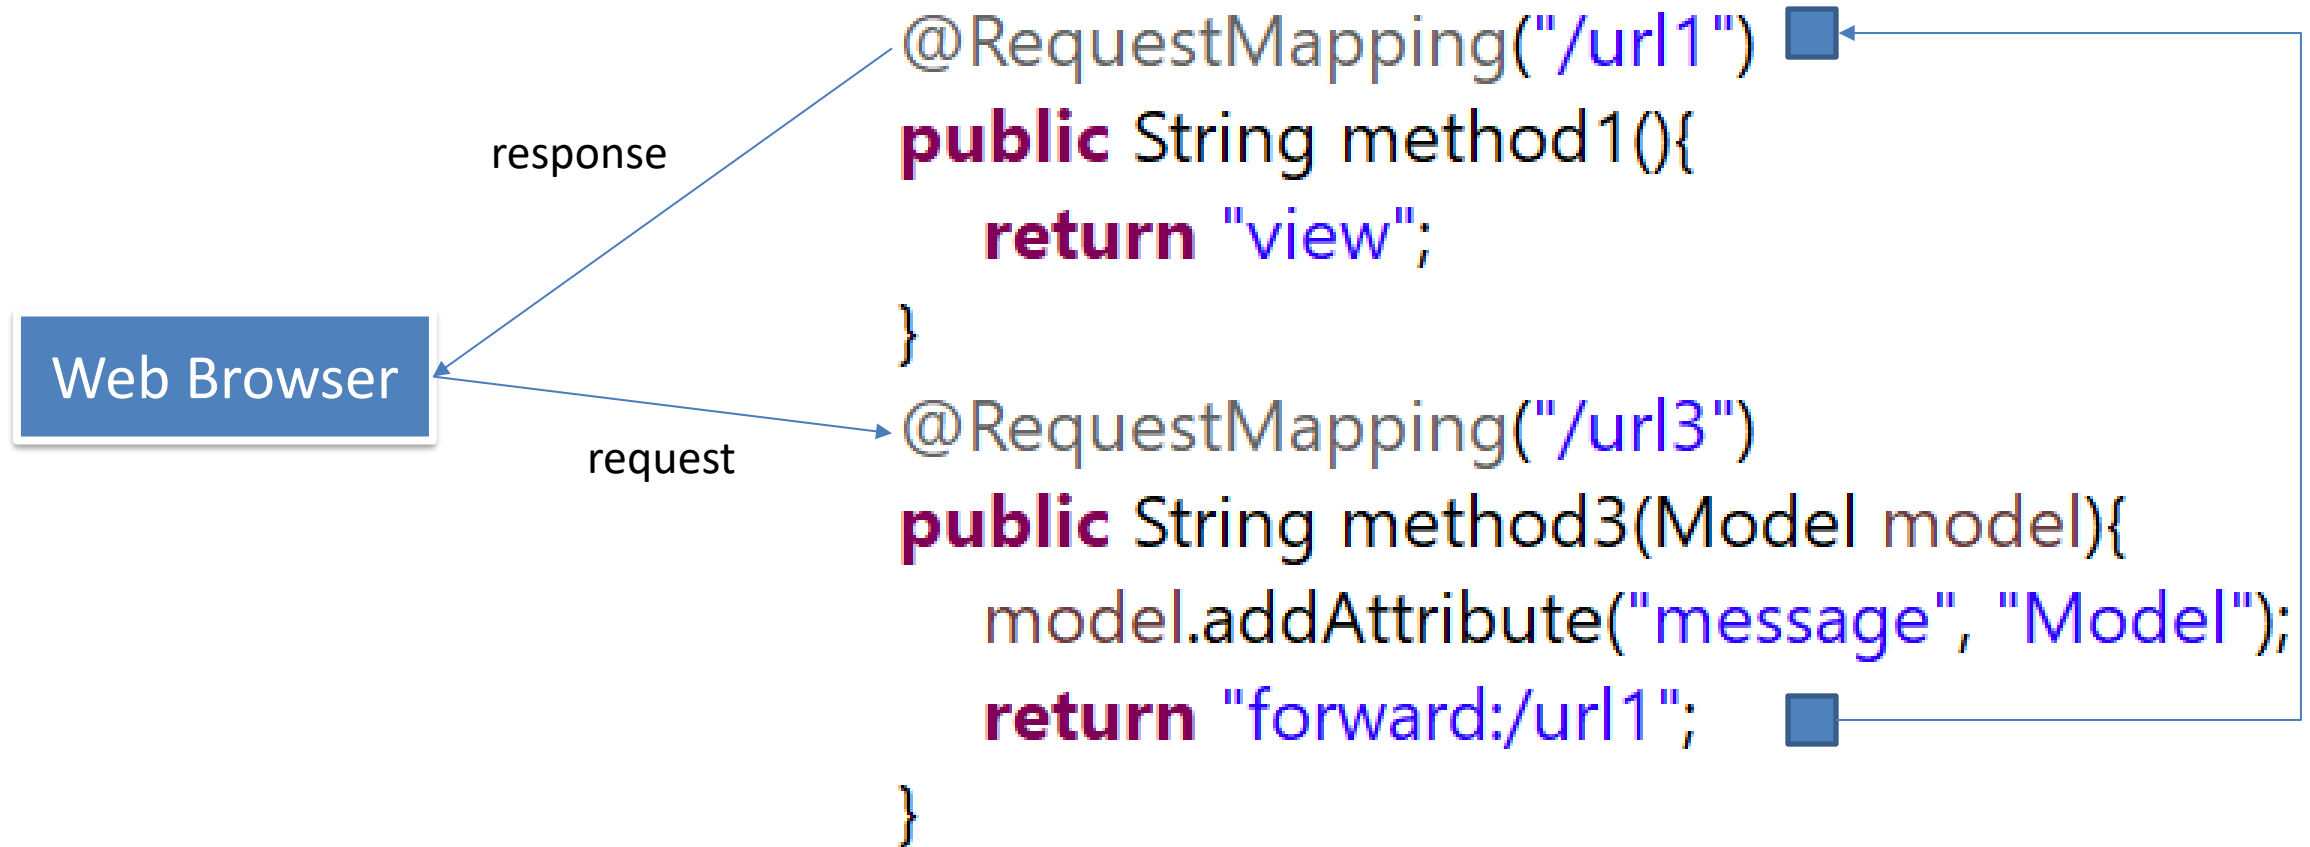 @RequestMapping("/url1")
public String method1(){
return "view";
}
response
Web Browser
request
@RequestMapping("/url3")
public String method3(Model model){
model.addAttribute("message", "Model");
return "forward:/url1";
}